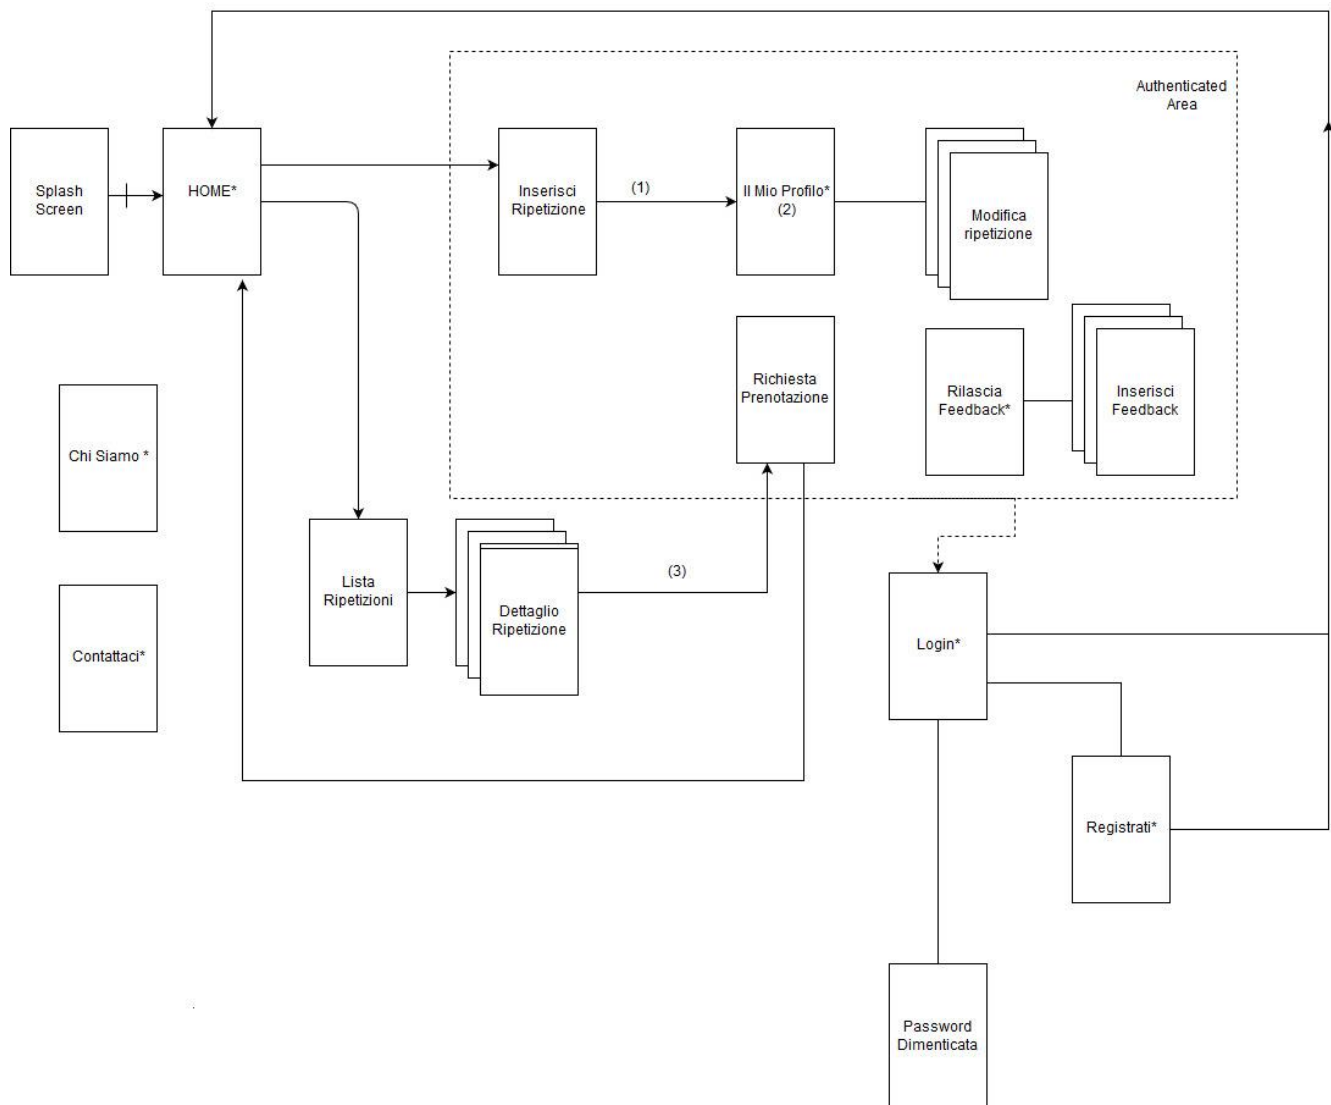 Authenticated
Area
Splash
Screen
HOME*
Inserisci
Ripetizione
(1)
Il Mio Profilo*
(2)
Modifica
ripetizione
Richiesta
Prenotazione
Rilascia
Feedback*
Inserisci
Feedback
Chi Siamo *
Lista
Ripetizioni
(3)
Dettaglio
Ripetizione
Contattaci*
Login*
Registrati*
Password
Dimenticata